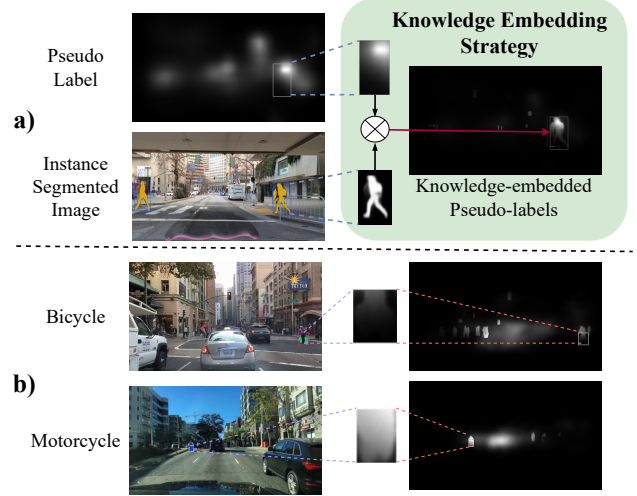 Knowledge Embedding
Strategy
Pseudo
Label
a)
Instance
Segmented
Image
Knowledge-embedded
Pseudo-labels
Bicycle
b)
Motorcycle